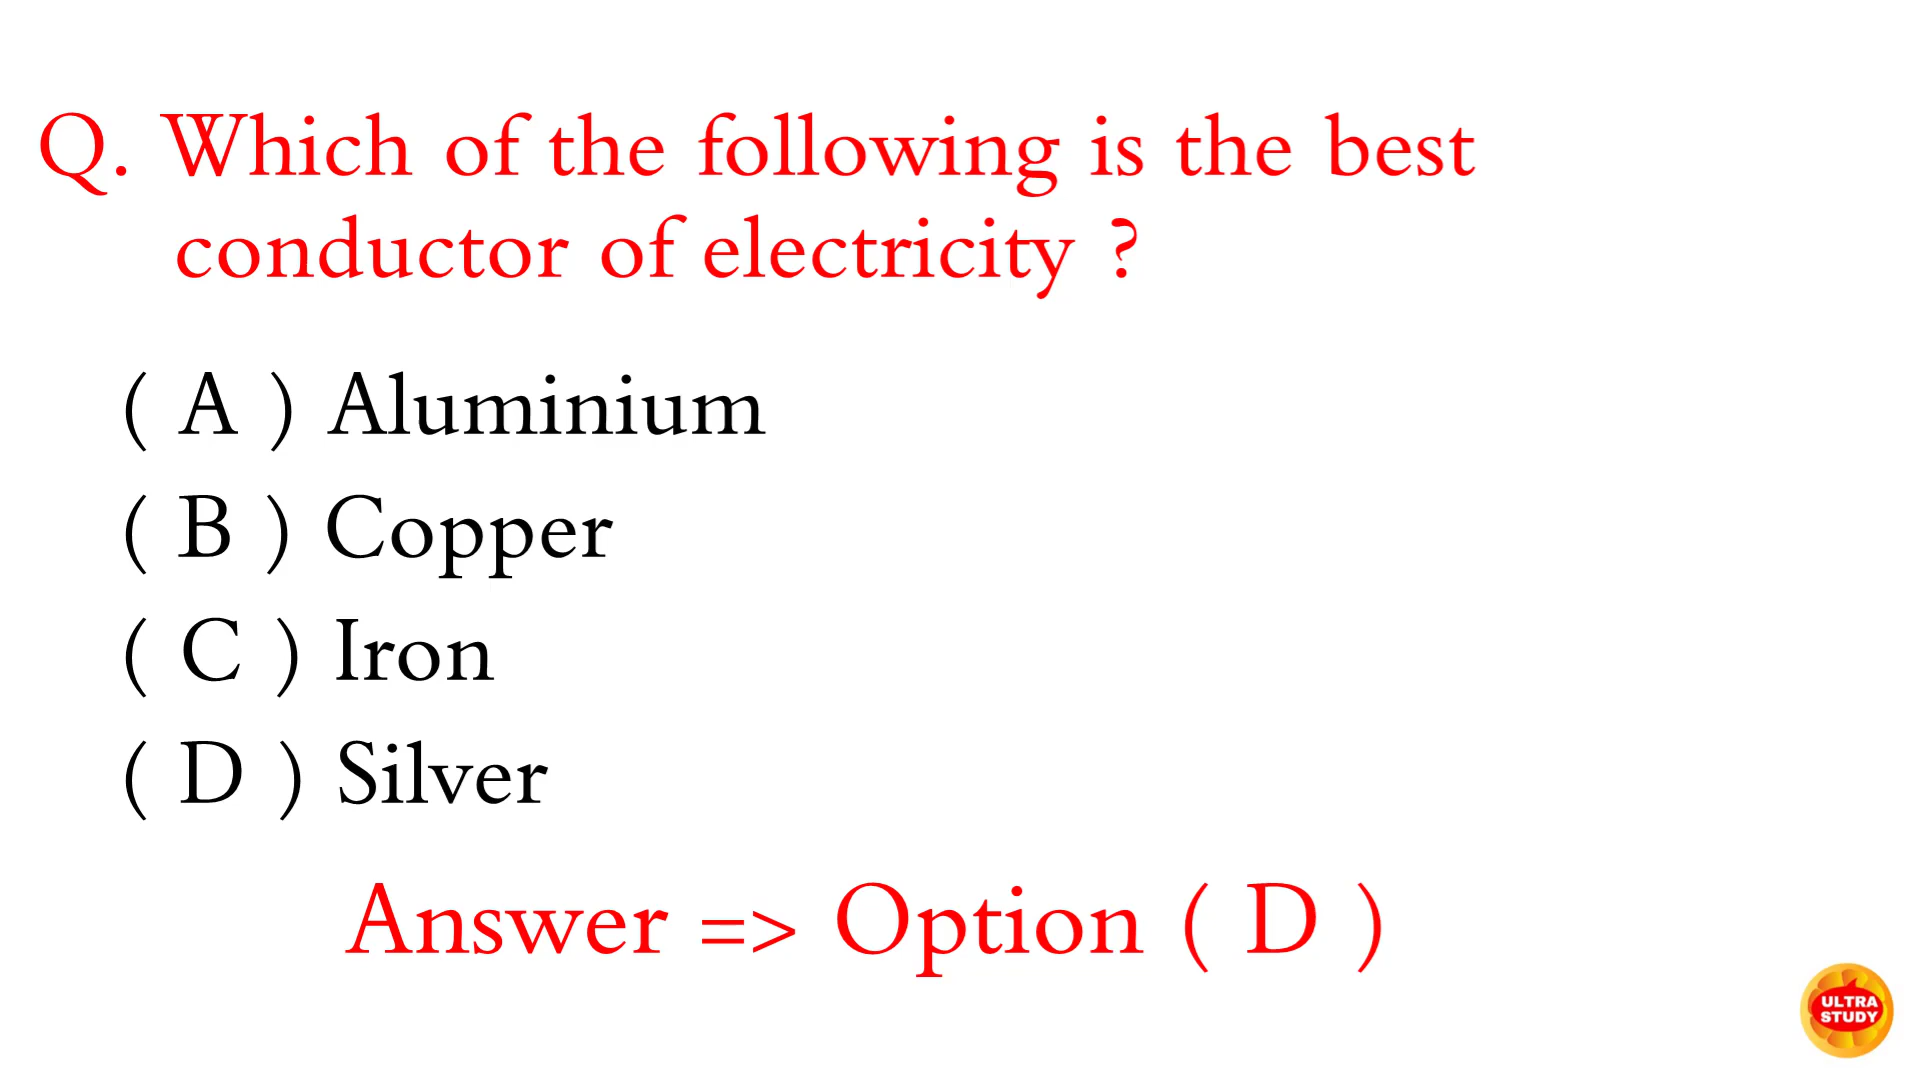 Q. Which of the following is the best
conductor of electricity ?
( A ) Aluminium
( B ) Copper
( C ) Iron
( D ) Silver
Answer => Option ( D )
ULTRA
STUDY